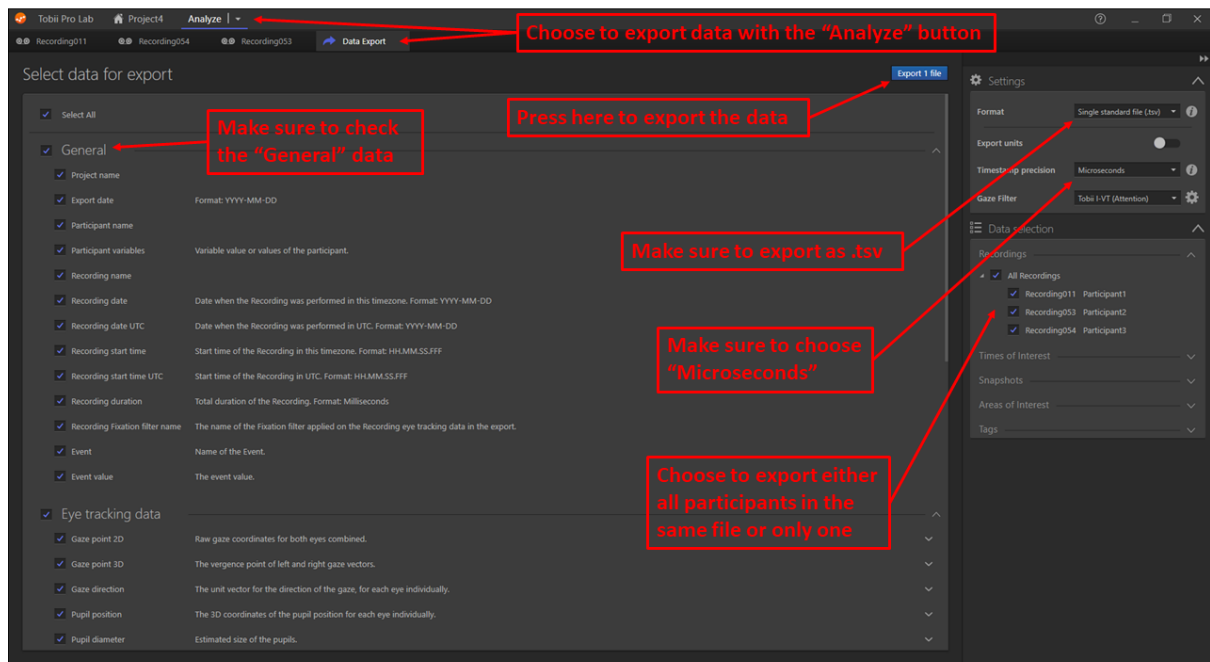 Tobii Pro Lab Project4 Analyze
Choose to export data with the “Analyze” button
Recording011 Recording054 Recording053 Data Export
Select data for export
Export 1 file
Settings
Select All
Make sure to check
the “General” data
Press here to export the data
Format Single standard file (.tsv)
General
Export units
Project name
Timestamp precision Microseconds
Export date Format: YYYY-MM-DD
Gaze Filter Tobii I-VT (Attention)
Participant name
Data selection
Participant variables Variable value or values of the participant.
Make sure to export as .tsv
Recordings
Recording name
All Recordings
Recording date Date when the Recording was performed in this timezone. Format: YYYY-MM-DD
Recording011 Participant1
Recording053 Participant2
Recording date UTC Date when the Recording was performed in UTC. Format: YYYY-MM-DD
Recording054 Participant3
Recording start time Start time of the Recording in this timezone. Format: HH.MM.SS.FFF
Make sure to choose
“Microseconds”
Times of Interest
Recording start time UTC Start time of the Recording in UTC. Format: HH.MM.SS.FFF
Snapshots
Recording duration Total duration of the Recording. Format: Milliseconds
Areas of Interest
Recording Fixation filter name The name of the Fixation filter applied on the Recording eye tracking data in the export.
Tags
Event Name of the Event.
Event value The event value.
Choose to export either
all participants in the
same file or only one
Eye tracking data
Gaze point 2D Raw gaze coordinates for both eyes combined.
Gaze point 3D The vergence point of left and right gaze vectors.
Gaze direction The unit vector for the direction of the gaze, for each eye individually.
Pupil position The 3D coordinates of the pupil position for each eye individually.
Pupil diameter Estimated size of the pupils.